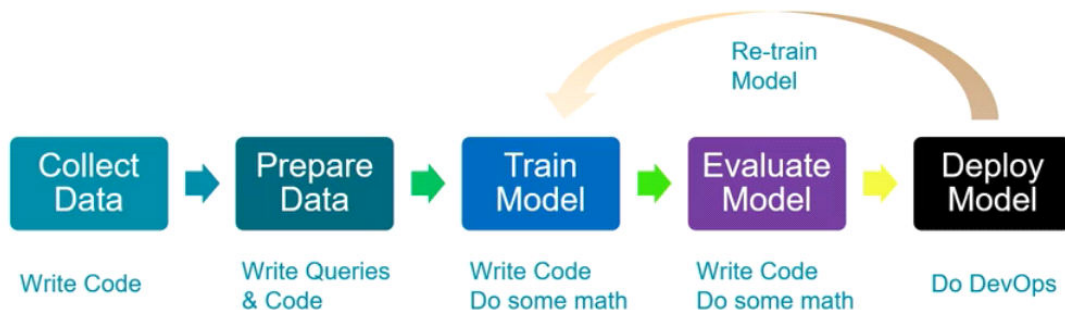 Re-train
Model
Collect
Data
Prepare
Data
Train
Model
Evaluate
Model
Deploy
Model
Write Code
Write Queries
& Code
Write Code
Do some math
Write Code
Do some math
Do DevOps